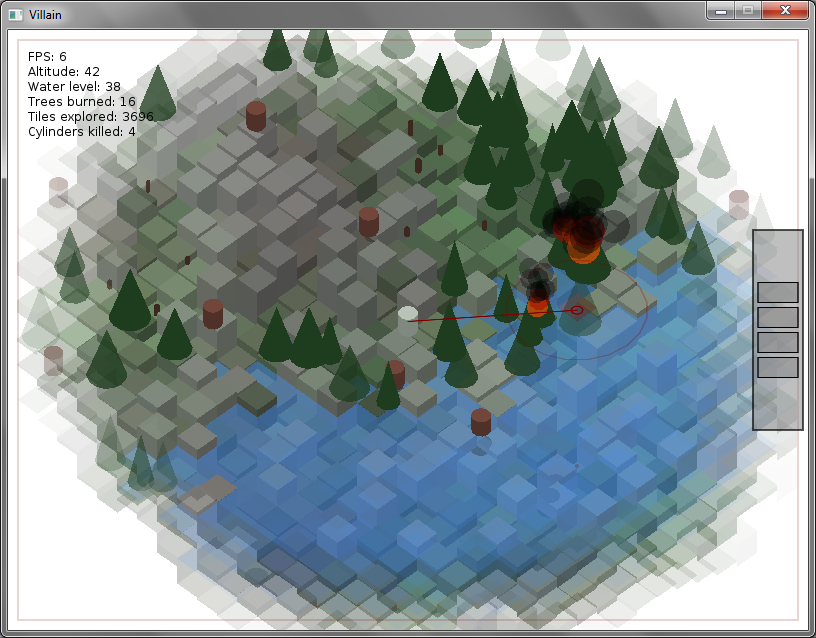 Villain
FPS: 6
Altitude: 42
Water level: 38
Trees burned: 16
Tiles explored: 3696
Cylinders killed: 4